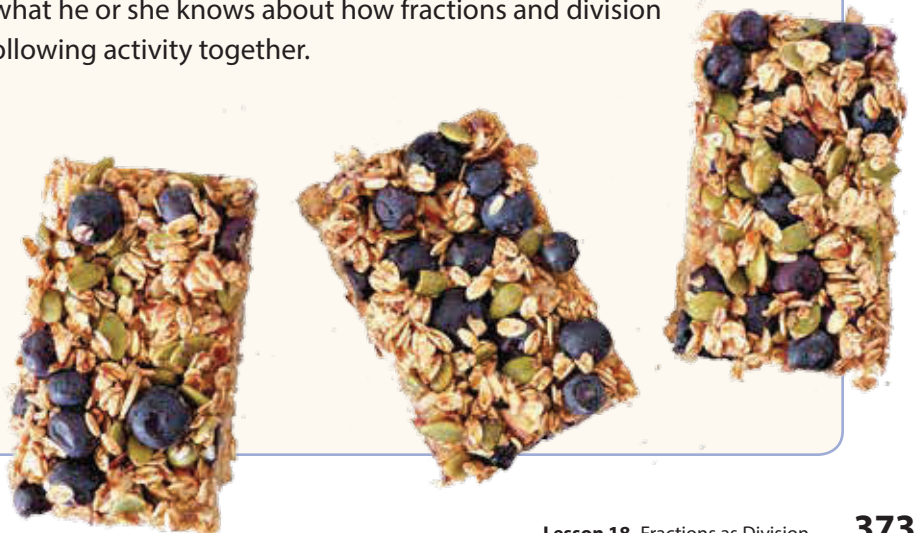 what he or she knows about how fractions and division
ollowing activity together.
Lesson 18 Fractions as Division 373